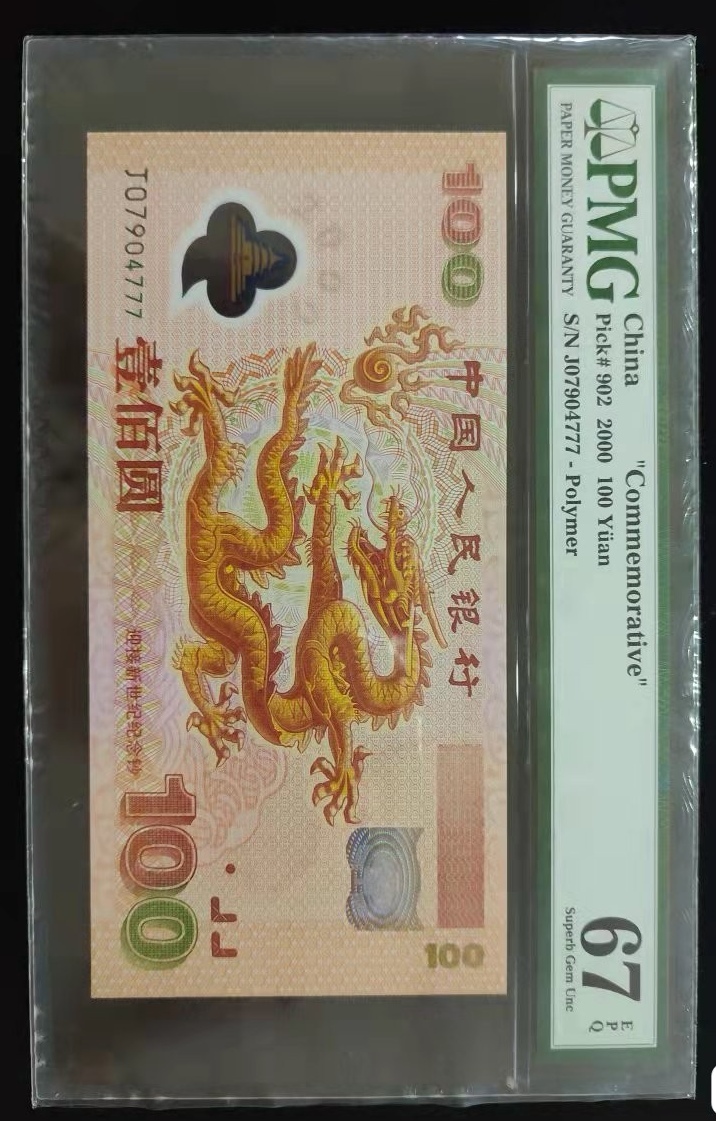 PMG
PAPER MONEY GUARANTY
China "Commemorative"
Pick# 902 2000 100 Yüan
S/N J07904777 - Polymer
67 EPQ
Superb Gem Unc
100
中国人民银行
100
J07904777
壹佰圆
迎接新世纪纪念钞
100